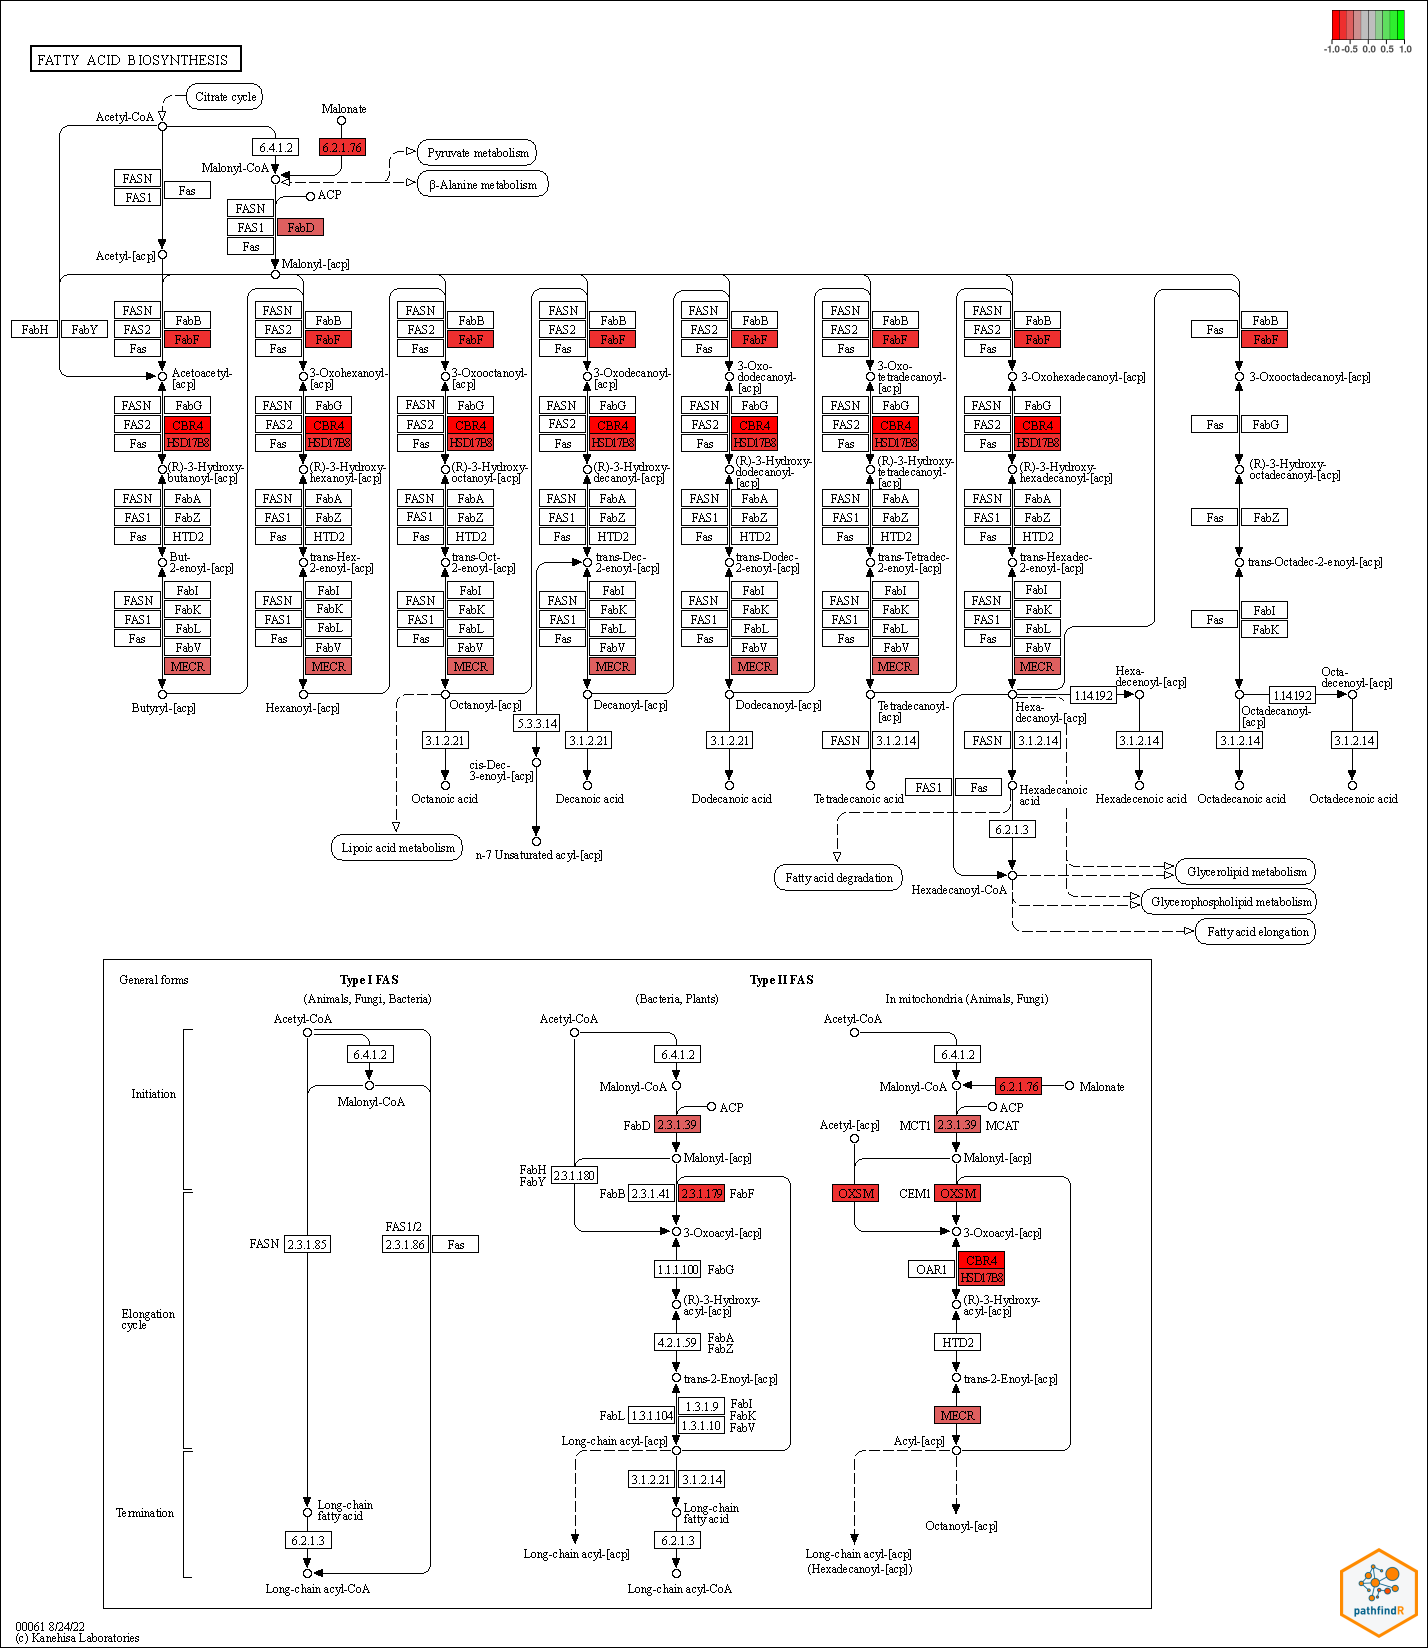 -1.0 -0.5 0.0 0.5 1.0
FATTY ACID BIOSYNTHESIS
Citrate cycle
Acetyl-CoA
Malonate
6.4.1.2
6.2.1.76
Pyruvate metabolism
Malonyl-CoA
β-Alanine metabolism
FASN
FAS1
Fas
ACP
FASN
FAS1
Fas
FabD
Acetyl-[acp]
Malonyl-[acp]
FabH
FabY
FASN
FAS2
Fas
FabB
FabF
FASN
FAS2
Fas
FabB
FabF
FASN
FAS2
Fas
FabB
FabF
FASN
FAS2
Fas
FabB
FabF
FASN
FAS2
Fas
FabB
FabF
FASN
FAS2
Fas
FabB
FabF
FASN
FAS2
Fas
FabB
FabF
Fas
FabB
FabF
Acetoacetyl-
[acp]
3-Oxohexanoyl-
[acp]
3-Oxooctanoyl-
[acp]
3-Oxodecanoyl-
[acp]
3-Oxo-
dodecanoyl-
[acp]
3-Oxo-
tetradecanoyl-
[acp]
3-Oxohexadecanoyl-[acp]
3-Oxooctadecanoyl-[acp]
FASN
FAS2
Fas
FabG
CBR4
HSD17B8
FASN
FAS2
Fas
FabG
CBR4
HSD17B8
FASN
FAS2
Fas
FabG
CBR4
HSD17B8
FASN
FAS2
Fas
FabG
CBR4
HSD17B8
FASN
FAS2
Fas
FabG
CBR4
HSD17B8
FASN
FAS2
Fas
FabG
CBR4
HSD17B8
FASN
FAS2
Fas
FabG
CBR4
HSD17B8
Fas
FabG
(R)-3-Hydroxy-
butanoyl-[acp]
(R)-3-Hydroxy-
hexanoyl-[acp]
(R)-3-Hydroxy-
octanoyl-[acp]
(R)-3-Hydroxy-
decanoyl-[acp]
(R)-3-Hydroxy-
dodecanoyl-
[acp]
(R)-3-Hydroxy-
tetradecanoyl-
[acp]
(R)-3-Hydroxy-
hexadecanoyl-[acp]
(R)-3-Hydroxy-
octadecanoyl-[acp]
FASN
FAS1
Fas
FabA
FabZ
HTD2
FASN
FAS1
Fas
FabA
FabZ
HTD2
FASN
FAS1
Fas
FabA
FabZ
HTD2
FASN
FAS1
Fas
FabA
FabZ
HTD2
FASN
FAS1
Fas
FabA
FabZ
HTD2
FASN
FAS1
Fas
FabA
FabZ
HTD2
FASN
FAS1
Fas
FabA
FabZ
HTD2
Fas
FabZ
But-
2-enoyl-[acp]
trans-Hex-
2-enoyl-[acp]
trans-Oct-
2-enoyl-[acp]
trans-Dec-
2-enoyl-[acp]
trans-Dodec-
2-enoyl-[acp]
trans-Tetradec-
2-enoyl-[acp]
trans-Hexadec-
2-enoyl-[acp]
trans-Octadec-2-enoyl-[acp]
FASN
FAS1
Fas
FabI
FabK
FabL
FabV
MECR
FASN
FAS1
Fas
FabI
FabK
FabL
FabV
MECR
FASN
FAS1
Fas
FabI
FabK
FabL
FabV
MECR
FASN
FAS1
Fas
FabI
FabK
FabL
FabV
MECR
FASN
FAS1
Fas
FabI
FabK
FabL
FabV
MECR
FASN
FAS1
Fas
FabI
FabK
FabL
FabV
MECR
FASN
FAS1
Fas
FabI
FabK
FabL
FabV
MECR
Fas
FabI
FabK
Butyryl-[acp]
Hexanoyl-[acp]
Octanoyl-[acp]
Decanoyl-[acp]
Dodecanoyl-[acp]
Tetradecanoyl-
[acp]
Hexa-
decanoyl-[acp]
1.14.19.2
Hexa-
decenoyl-[acp]
Octadecanoyl-
[acp]
1.14.19.2
Octa-
decenoyl-[acp]
5.3.3.14
3.1.2.21
3.1.2.21
3.1.2.21
FASN
3.1.2.14
FASN
3.1.2.14
3.1.2.14
3.1.2.14
3.1.2.14
cis-Dec-
3-enoyl-[acp]
Octanoic acid
Decanoic acid
Dodecanoic acid
Tetradecanoic acid
FAS1
Fas
Hexadecanoic
acid
Hexadecenoic acid
Octadecanoic acid
Octadecenoic acid
6.2.1.3
Lipoic acid metabolism
n-7 Unsaturated acyl-[acp]
Fatty acid degradation
Hexadecanoyl-CoA
Glycerolipid metabolism
Glycerophospholipid metabolism
Fatty acid elongation
General forms
Type I FAS
Type II FAS
(Animals, Fungi, Bacteria)
(Bacteria, Plants)
In mitochondria (Animals, Fungi)
Acetyl-CoA
Acetyl-CoA
Acetyl-CoA
6.4.1.2
6.4.1.2
6.4.1.2
Initiation
Malonyl-CoA
Malonyl-CoA
Malonyl-CoA
6.2.1.76
Malonate
ACP
ACP
FabD
2.3.1.39
Acetyl-[acp]
MCT1
2.3.1.39
MCAT
Malonyl-[acp]
Malonyl-[acp]
FabH
FabY
2.3.1.180
FabB
2.3.1.41
2.3.1.179
FabF
OXSM
CEM1
OXSM
FAS1/2
FASN
2.3.1.85
2.3.1.86
Fas
3-Oxoacyl-[acp]
3-Oxoacyl-[acp]
1.1.1.100
FabG
OAR1
CBR4
HSD17B8
Elongation
cycle
(R)-3-Hydroxy-
acyl-[acp]
(R)-3-Hydroxy-
acyl-[acp]
4.2.1.59
FabA
FabZ
HTD2
trans-2-Enoyl-[acp]
trans-2-Enoyl-[acp]
FabL
1.3.1.104
1.3.1.9
1.3.1.10
FabI
FabK
FabV
MECR
Long-chain acyl-[acp]
Acyl-[acp]
3.1.2.21
3.1.2.14
Termination
Long-chain
fatty acid
Long-chain
fatty acid
Octanoyl-[acp]
6.2.1.3
6.2.1.3
Long-chain acyl-[acp]
Long-chain acyl-[acp]
(Hexadecanoyl-[acp])
Long-chain acyl-CoA
Long-chain acyl-CoA
00061 8/24/22
(c) Kanehisa Laboratories
pathfindR